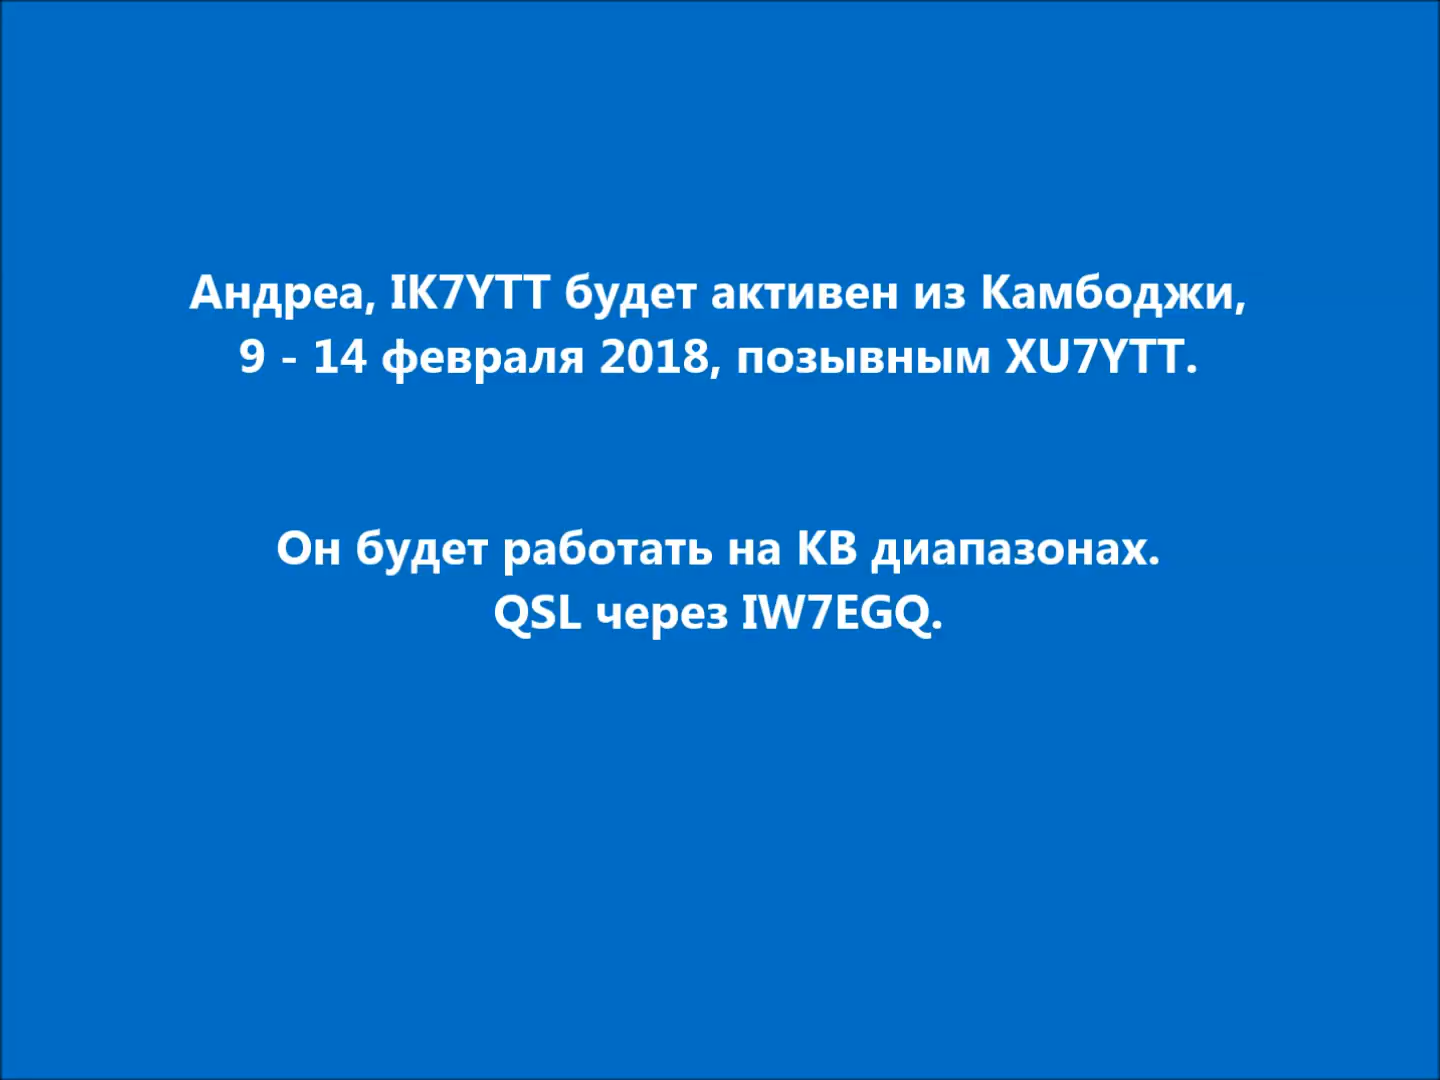 Андреа, IK7YTT будет активен из Камбоджи,
9 - 14 февраля 2018, позывным XU7YTT.
Он будет работать на КВ диапазонах.
QSL через IW7EGQ.